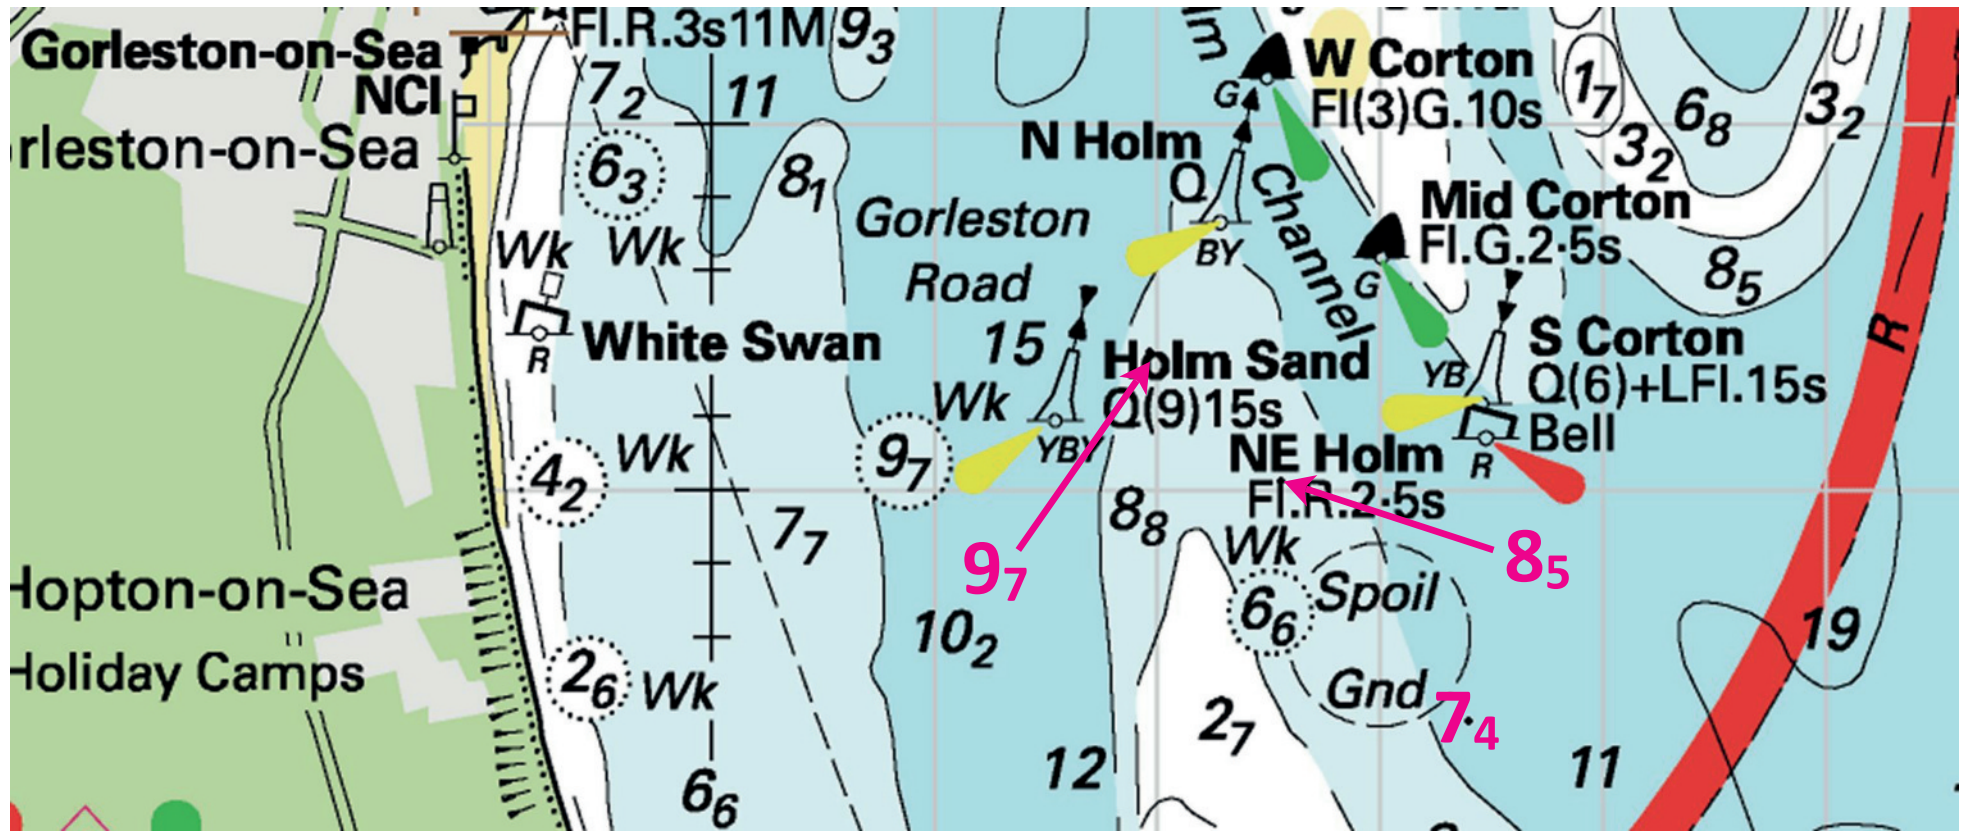 Fl.R.3s11M
9₃
Gorleston-on-Sea
NCI
rleston-on-Sea
7₂
11
lm
W Corton
Fl(3)G.10s
G
1₇
6₈
3₂
3₂
N Holm
Q
BY
6₃
Wk
8₁
Gorleston
Road
15
Channel
Mid Corton
Fl.G.2·5s
G
8₅
Wk
R
White Swan
Holm Sand
Q(9)15s
YBY
Wk
9₇
S Corton
Q(6)+LFl.15s
Bell
YB
R
R
NE Holm
Fl.R.2·5s
4₂
Wk
7₇
8₈
9₇
8₅
Wk
6₆
Spoil
Gnd
7₄
Hopton-on-Sea
Holiday Camps
10₂
19
2₆
Wk
2₇
6₆
12
11